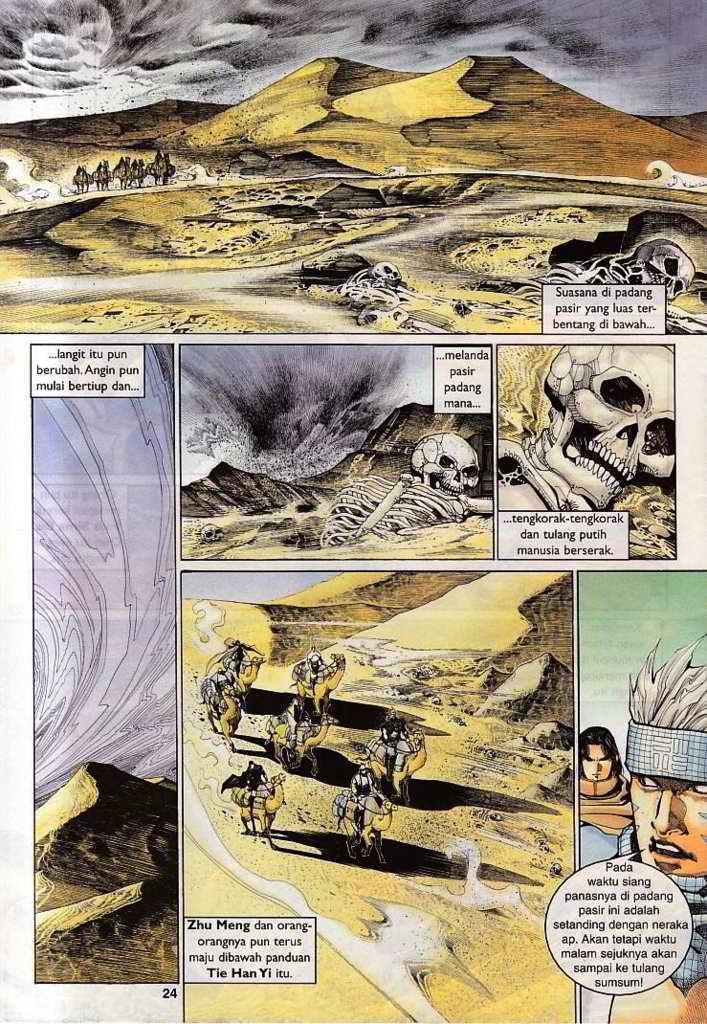 Suasana di padang
pasir yang luas ter-
bentang di bawah...
...langit itu pun
berubah. Angin pun
mulai bertiup dan...
...melanda
pasir
padang
mana...
...tengkorak-tengkorak
dan tulang putih
manusia berserak.
Zhu Meng dan orang-
orangnya pun terus
maju dibawah panduan
Tie Han Yi itu.
Pada
waktu siang
panasnya di padang
pasir ini adalah
setanding dengan neraka
ap. Akan tetapi waktu
malam sejuknya akan
sampai ke tulang
sumsum!
24